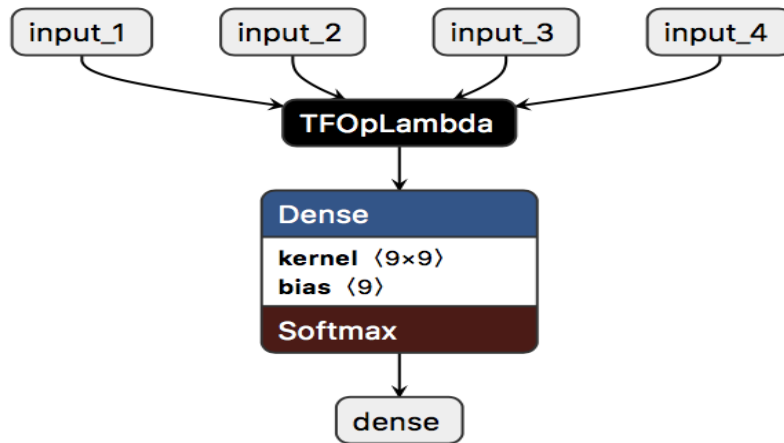 input_1 input_2 input_3 input_4
TFOpLambda
Dense
kernel ⟨9×9⟩
bias ⟨9⟩
Softmax
dense